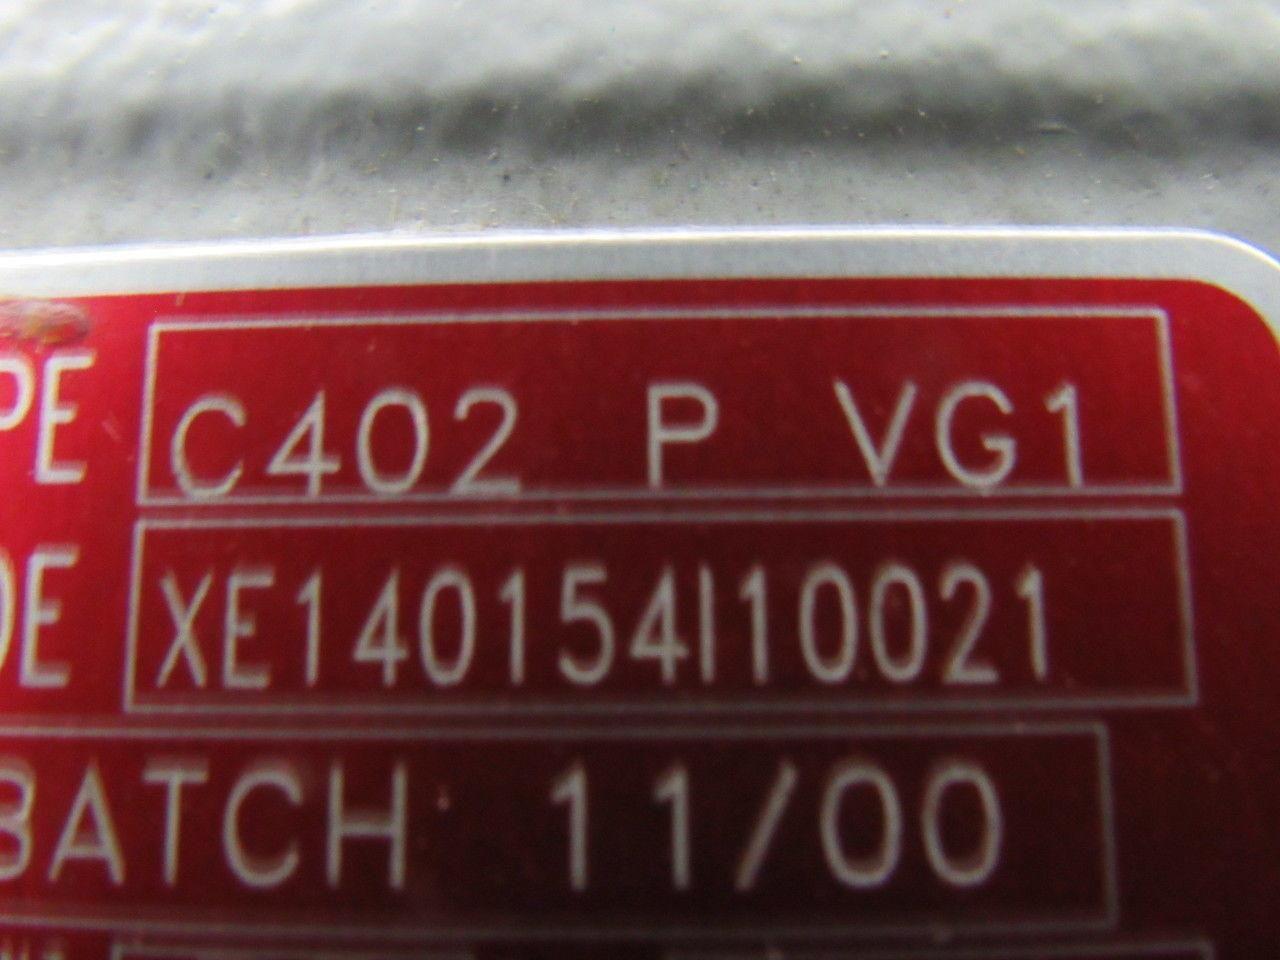 PE C402 P VG1
DE XE140154I10021
BATCH 11/00